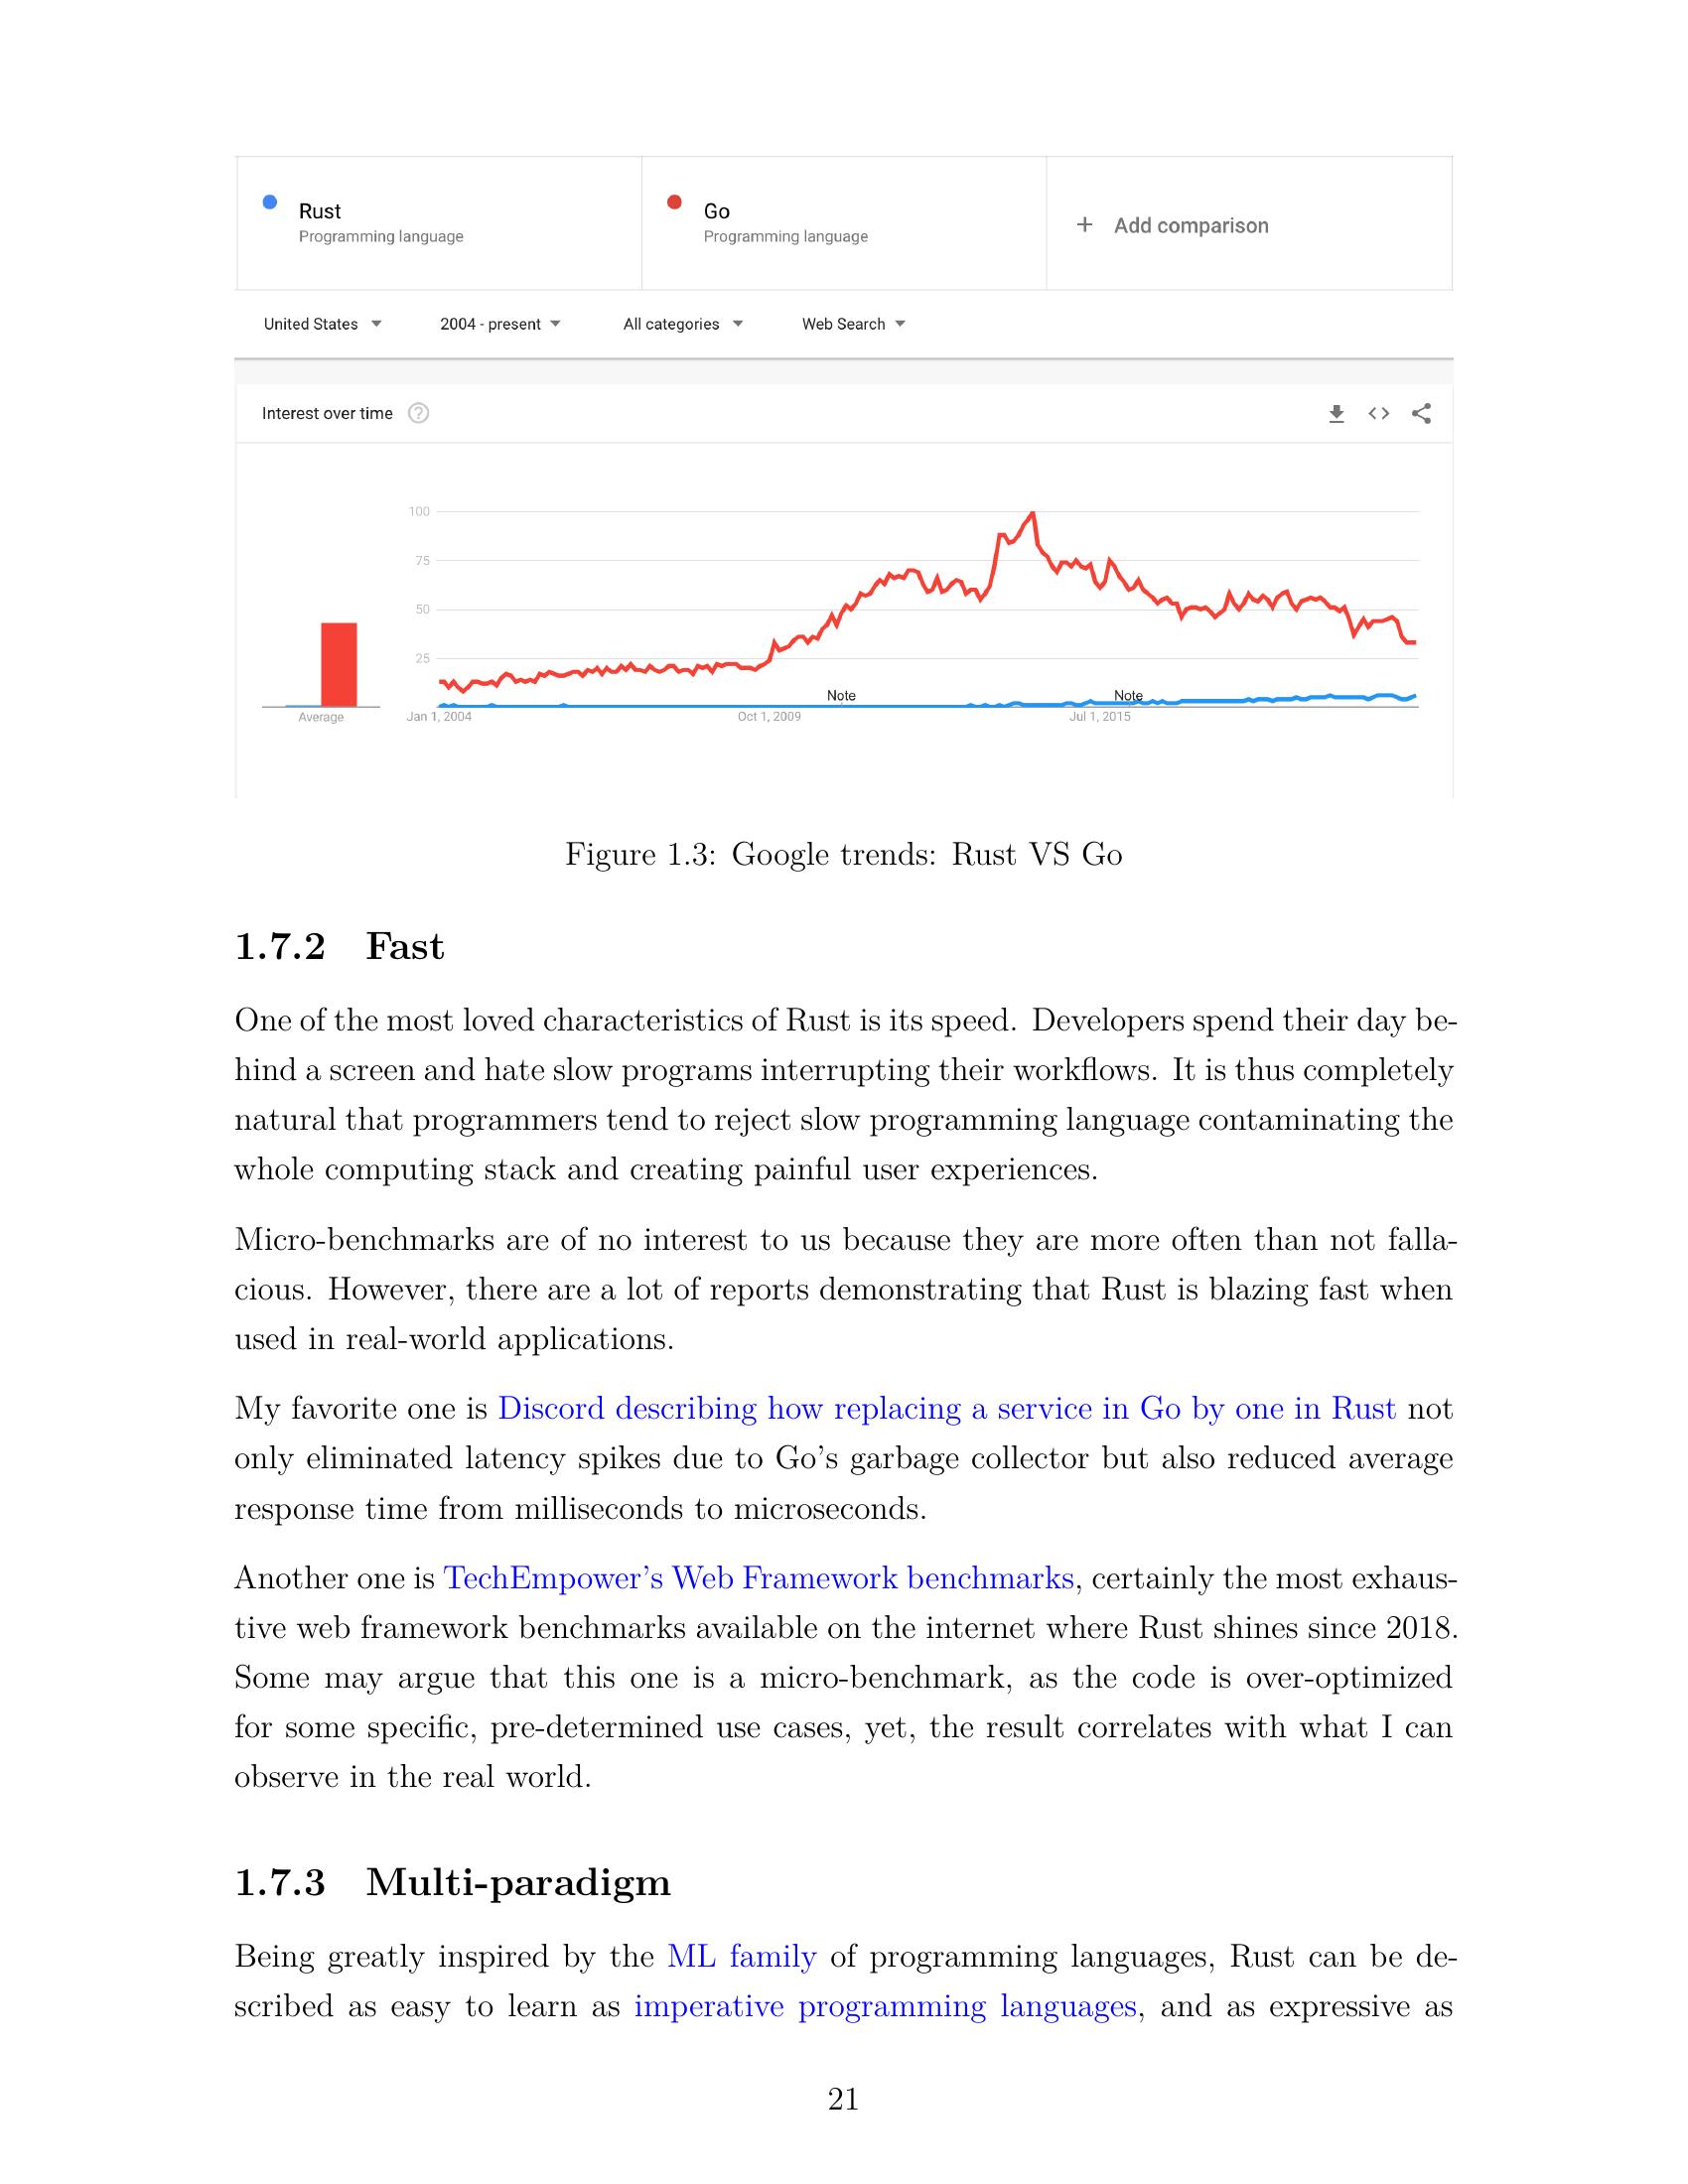 Rust
Programming language
Go
Programming language
+ Add comparison
United States
2004 - present
All categories
Web Search
Interest over time ?
100
75
50
25
Note
Note
Average
Jan 1, 2004
Oct 1, 2009
Jul 1, 2015
Figure 1.3: Google trends: Rust VS Go
1.7.2 Fast
One of the most loved characteristics of Rust is its speed. Developers spend their day be-
hind a screen and hate slow programs interrupting their workflows. It is thus completely
natural that programmers tend to reject slow programming language contaminating the
whole computing stack and creating painful user experiences.
Micro-benchmarks are of no interest to us because they are more often than not falla-
cious. However, there are a lot of reports demonstrating that Rust is blazing fast when
used in real-world applications.
My favorite one is Discord describing how replacing a service in Go by one in Rust not
only eliminated latency spikes due to Go's garbage collector but also reduced average
response time from milliseconds to microseconds.
Another one is TechEmpower's Web Framework benchmarks, certainly the most exhaus-
tive web framework benchmarks available on the internet where Rust shines since 2018.
Some may argue that this one is a micro-benchmark, as the code is over-optimized
for some specific, pre-determined use cases, yet, the result correlates with what I can
observe in the real world.
1.7.3 Multi-paradigm
Being greatly inspired by the ML family of programming languages, Rust can be de-
scribed as easy to learn as imperative programming languages, and as expressive as
21